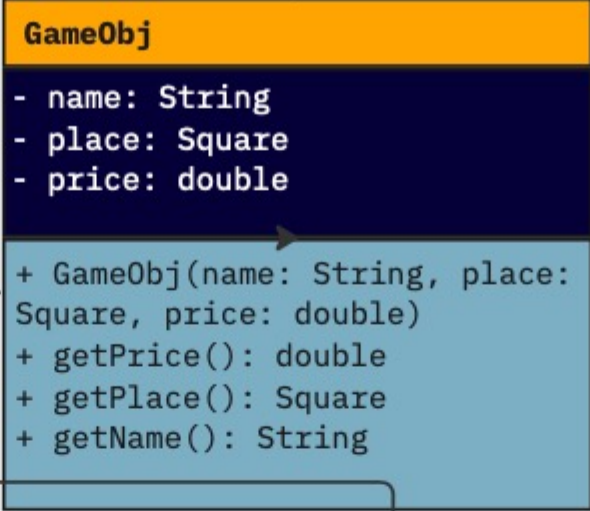 GameObj
- name: String
- place: Square
- price: double
+ GameObj(name: String, place:
Square, price: double)
+ getPrice(): double
+ getPlace(): Square
+ getName(): String